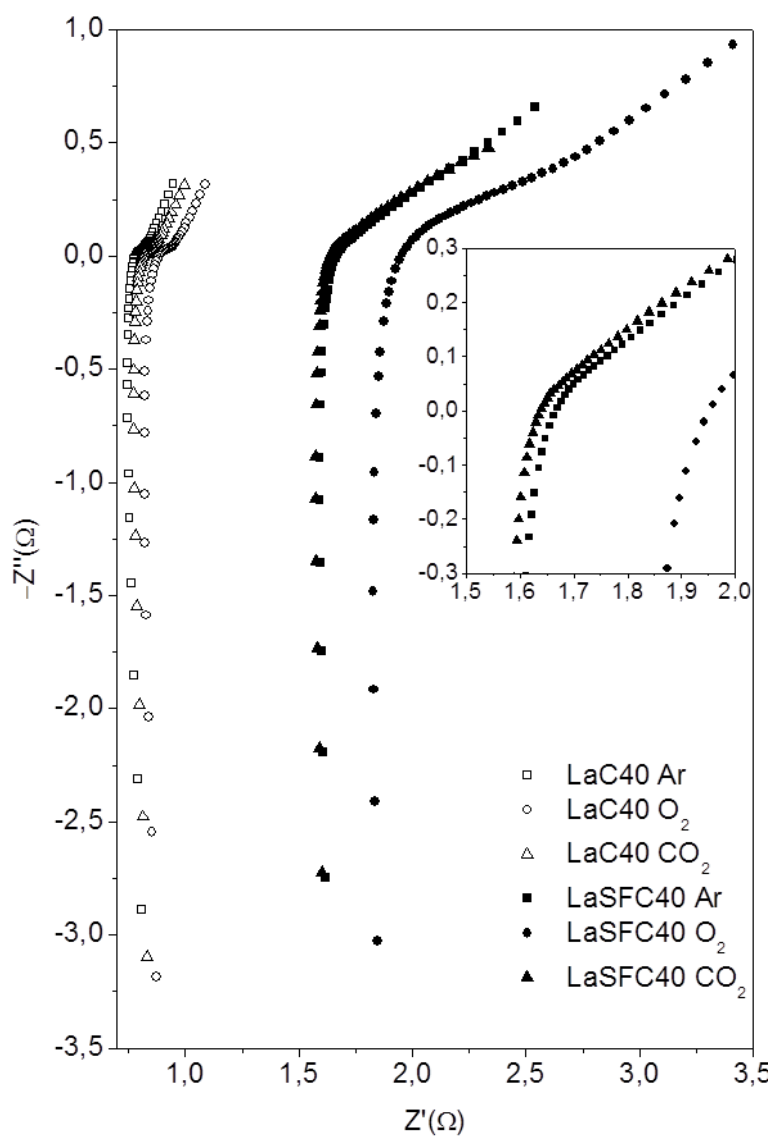 1,0
0,5
0,0
-0,5
-1,0
-1,5
-2,0
-2,5
-3,0
-3,5
–Z''(Ω)
1,0 1,5 2,0 2,5 3,0 3,5
Z'(Ω)
0,3
0,2
0,1
0,0
-0,1
-0,2
-0,3
1,5 1,6 1,7 1,8 1,9 2,0
LaC40 Ar
LaC40 O₂
LaC40 CO₂
LaSFC40 Ar
LaSFC40 O₂
LaSFC40 CO₂